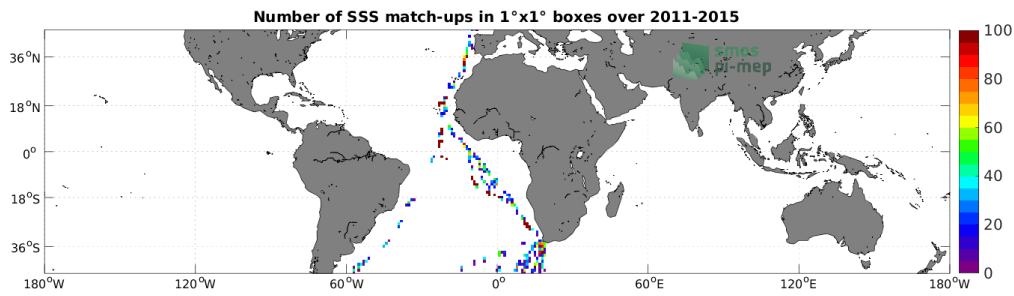 Number of SSS match-ups in 1°x1° boxes over 2011-2015
36°N
18°N
0°
18°S
36°S
180°W 120°W 60°W 0° 60°E 120°E 180°W
100
80
60
40
20
0
smos
pi-mep